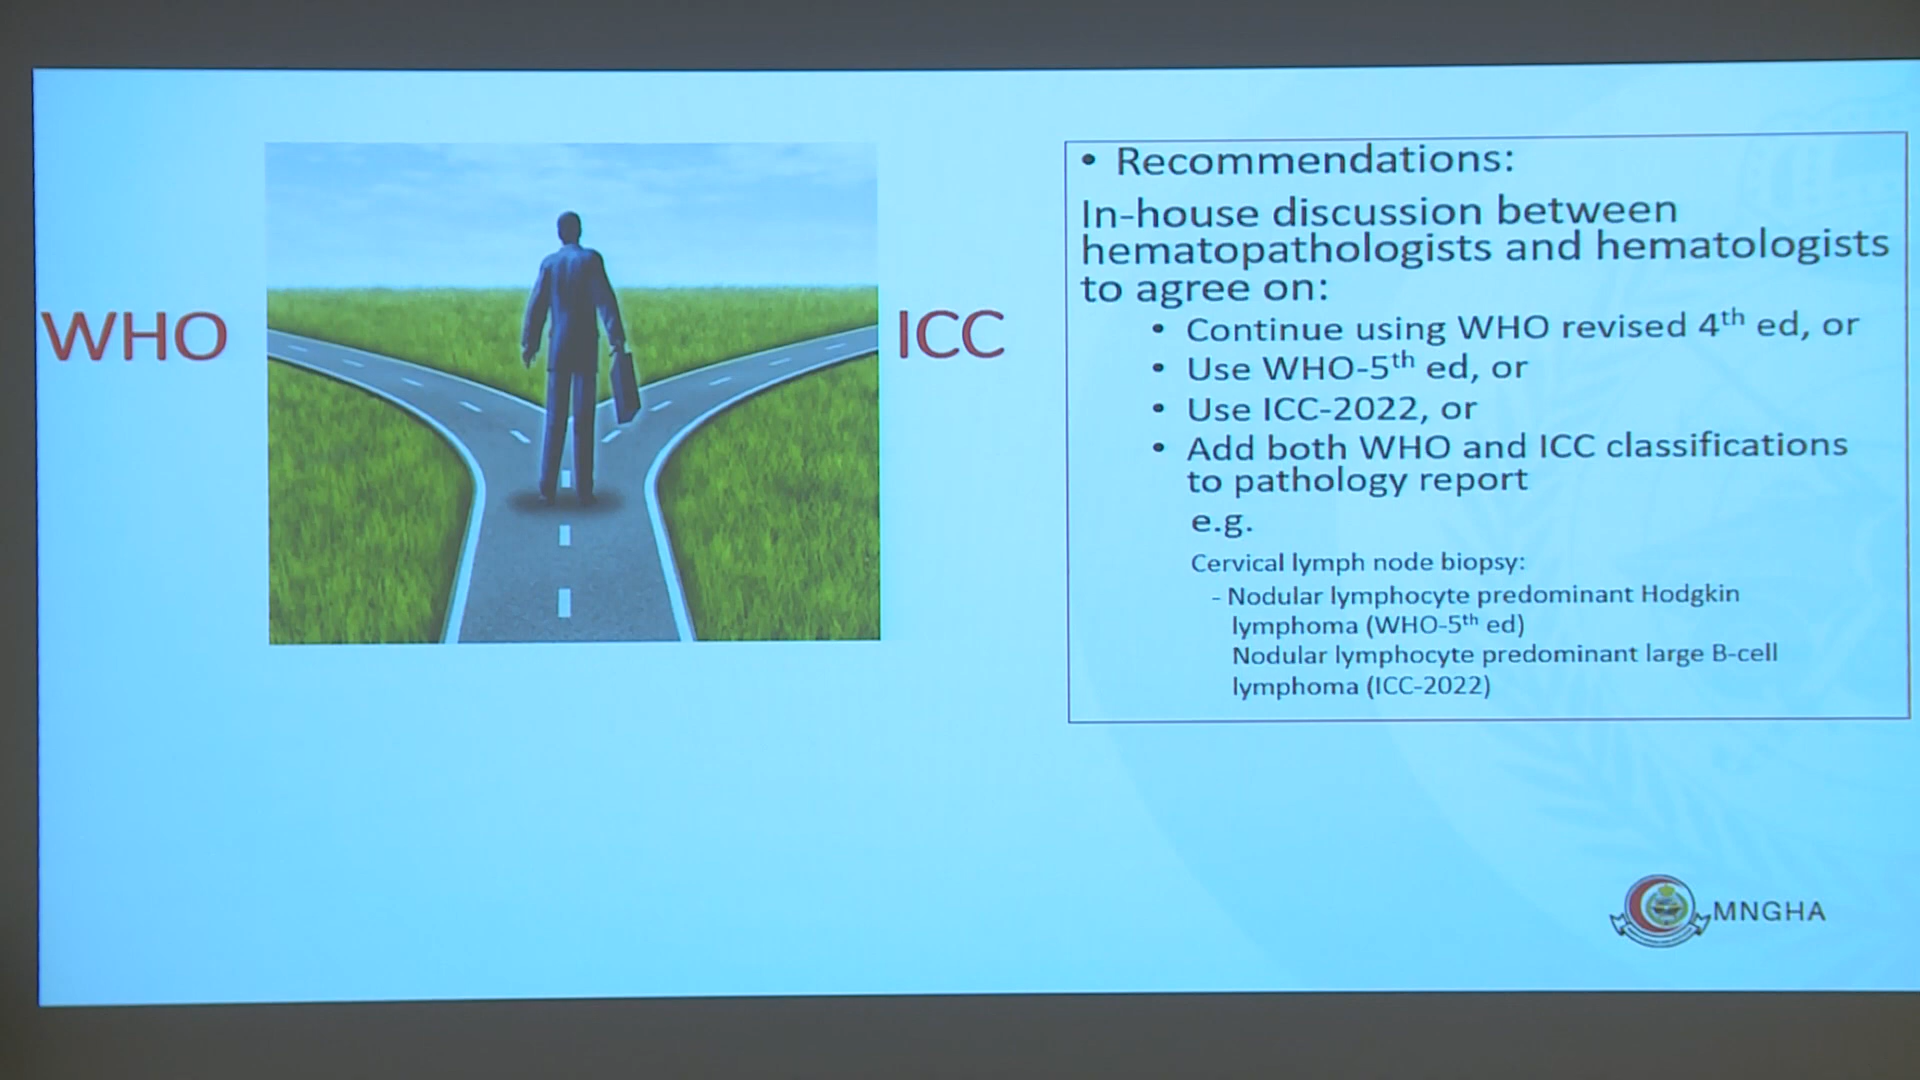 WHO
ICC
• Recommendations:
In-house discussion between
hematopathologists and hematologists
to agree on:
• Continue using WHO revised 4th ed, or
• Use WHO-5th ed, or
• Use ICC-2022, or
• Add both WHO and ICC classifications
to pathology report
e.g.
Cervical lymph node biopsy:
- Nodular lymphocyte predominant Hodgkin
lymphoma (WHO-5th ed)
Nodular lymphocyte predominant large B-cell
lymphoma (ICC-2022)
MNGHA